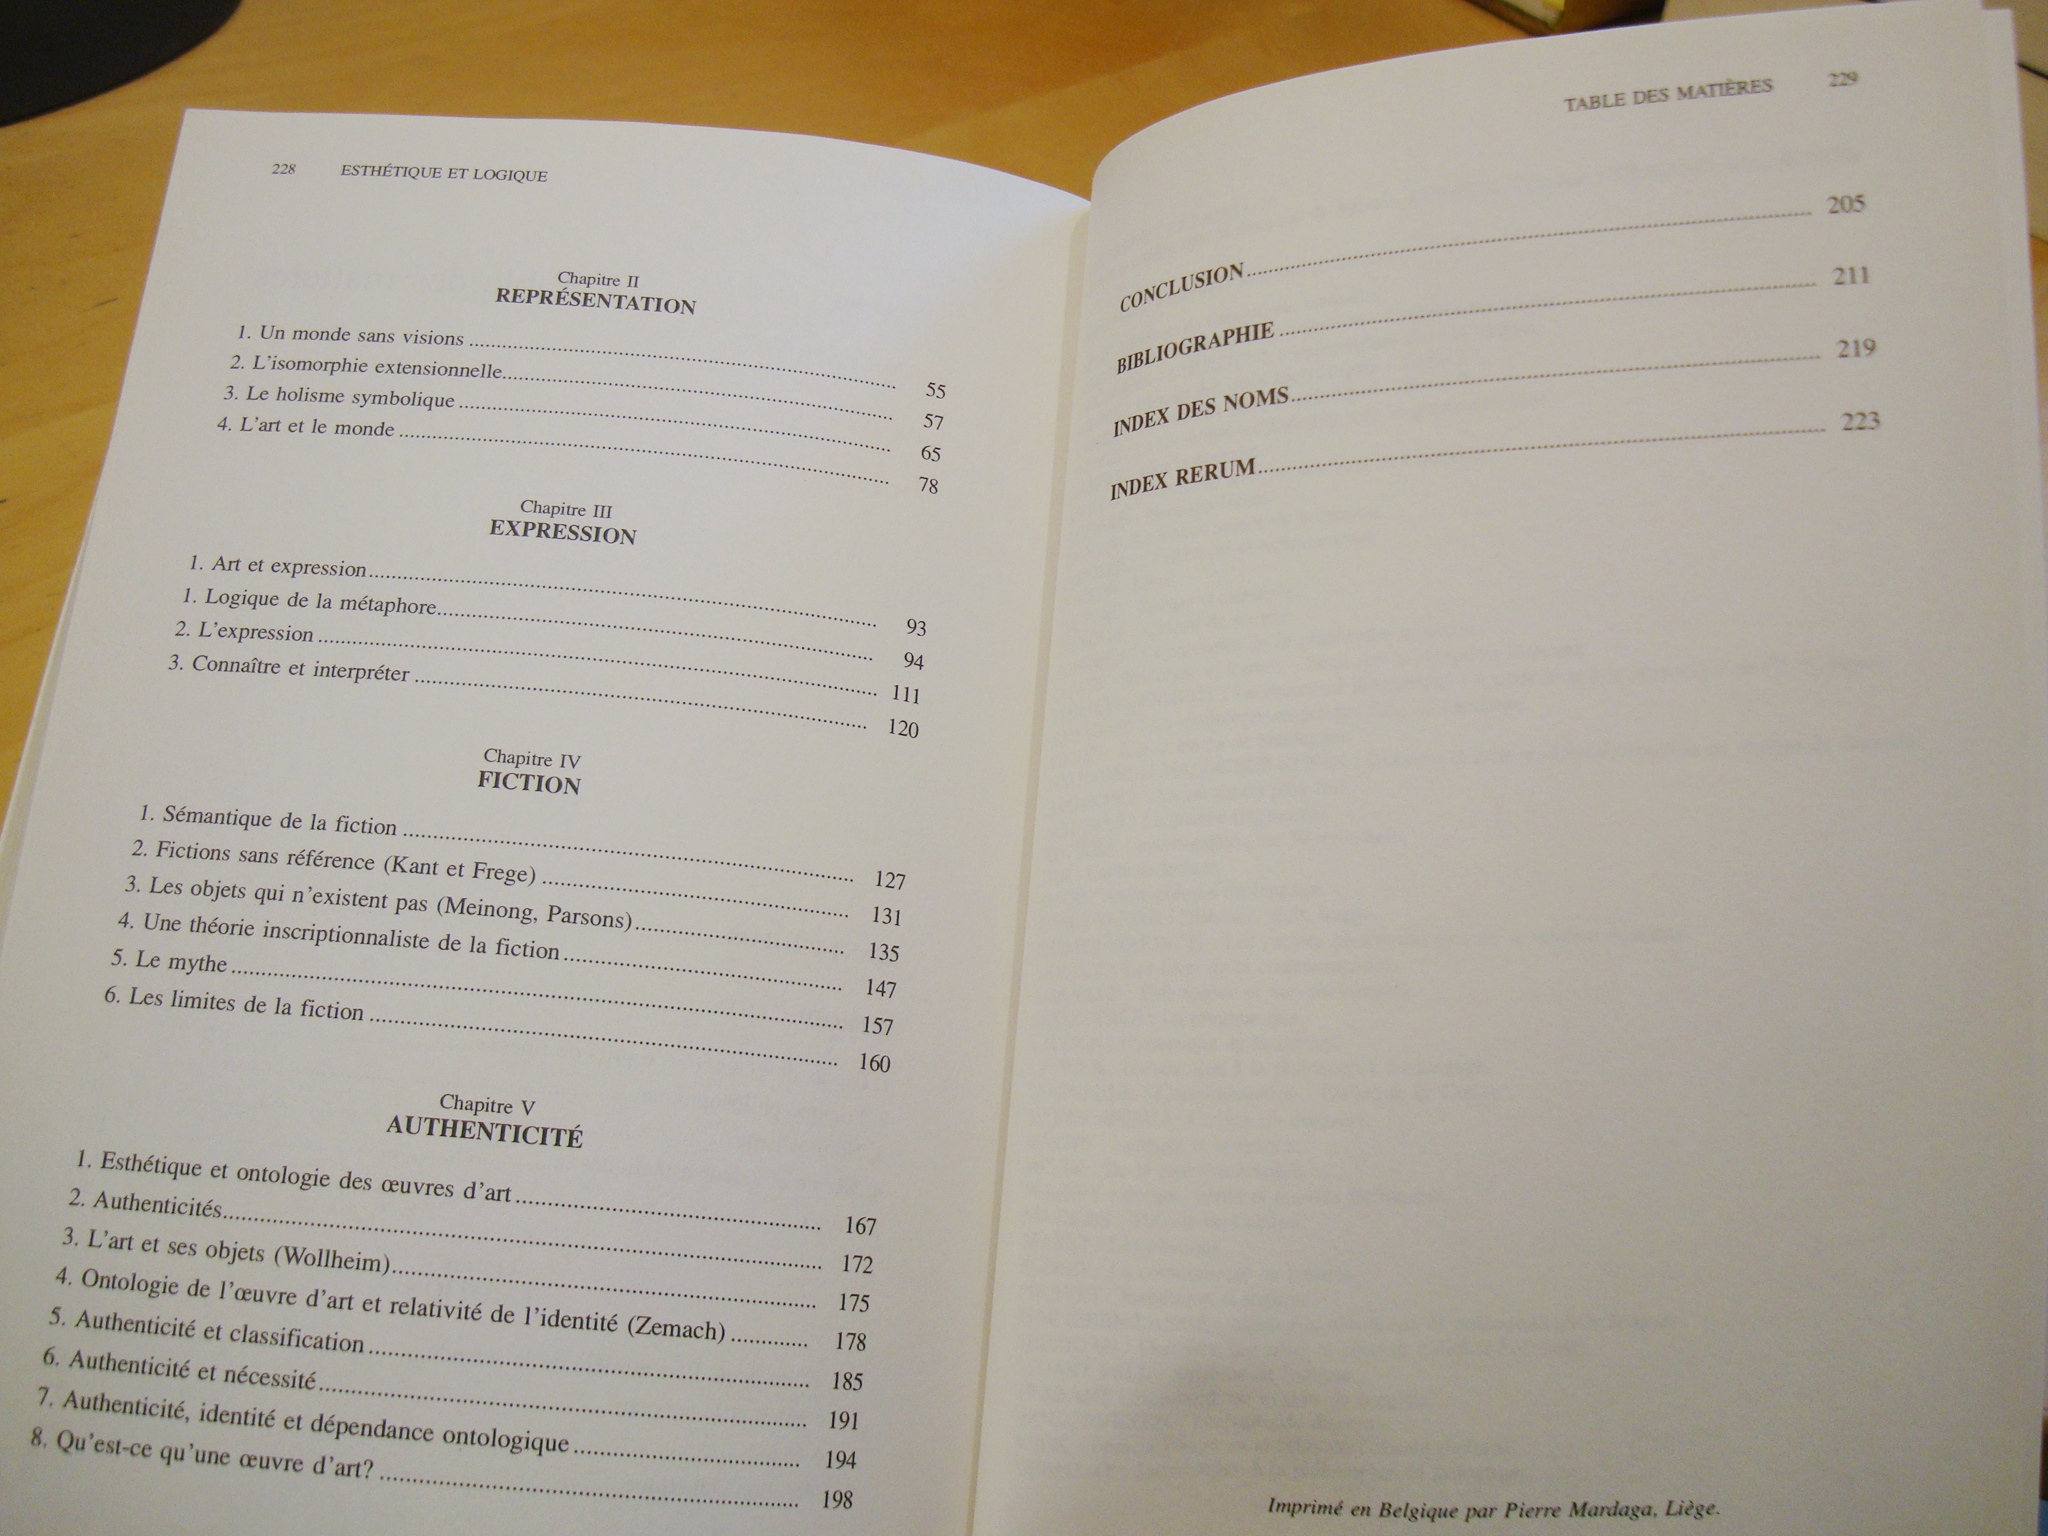 228 ESTHÉTIQUE ET LOGIQUE
Chapitre II
REPRÉSENTATION
1. Un monde sans visions ........ 55
2. L'isomorphie extensionnelle........ 57
3. Le holisme symbolique ........ 65
4. L'art et le monde ........ 78
Chapitre III
EXPRESSION
1. Art et expression........ 93
1. Logique de la métaphore........ 94
2. L'expression ........ 111
3. Connaître et interpréter ........ 120
Chapitre IV
FICTION
1. Sémantique de la fiction ........ 127
2. Fictions sans référence (Kant et Frege) ........ 131
3. Les objets qui n'existent pas (Meinong, Parsons)........ 135
4. Une théorie inscriptionnaliste de la fiction ........ 147
5. Le mythe ........ 157
6. Les limites de la fiction ........ 160
Chapitre V
AUTHENTICITÉ
1. Esthétique et ontologie des œuvres d'art ........ 167
2. Authenticités........ 172
3. L'art et ses objets (Wollheim)........ 175
4. Ontologie de l'œuvre d'art et relativité de l'identité (Zemach) ........ 178
5. Authenticité et classification ........ 185
6. Authenticité et nécessité........ 191
7. Authenticité, identité et dépendance ontologique........ 194
8. Qu'est-ce qu'une œuvre d'art? ........ 198
TABLE DES MATIÈRES 229
CONCLUSION........ 205
BIBLIOGRAPHIE ........ 211
INDEX DES NOMS........ 219
INDEX RERUM........ 223
Imprimé en Belgique par Pierre Mardaga, Liège.